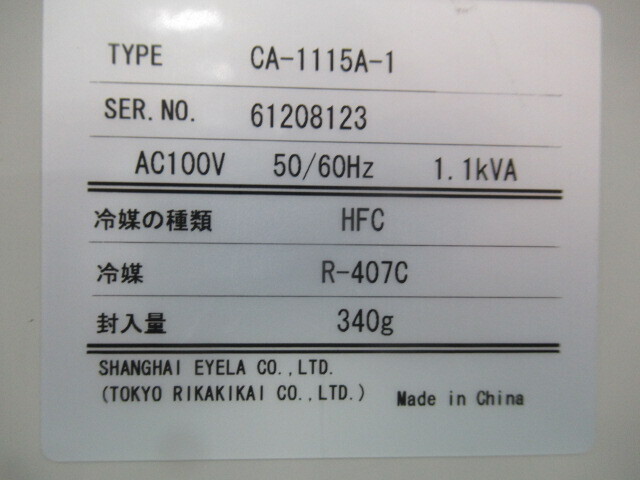 TYPE CA-1115A-1
SER.NO. 61208123
AC100V 50/60Hz 1.1kVA
冷媒の種類 HFC
冷媒 R-407C
封入量 340g
SHANGHAI EYELA CO.,LTD.
(TOKYO RIKAKIKAI CO.,LTD.) Made in China